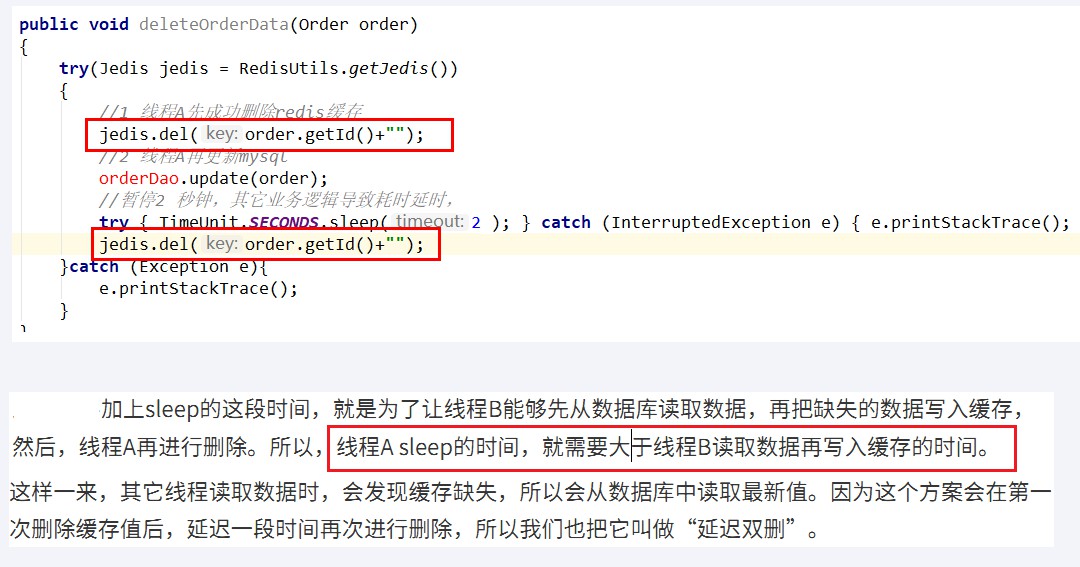 public void deleteOrderData(Order order)
{
try(Jedis jedis = RedisUtils.getJedis())
{
//1 线程A先成功删除redis缓存
jedis.del( key: order.getId()+"");
//2 线程A再更新mysql
orderDao.update(order);
//暂停2 秒钟，其它业务逻辑导致耗时延时，
try { TimeUnit.SECONDS.sleep( timeout: 2 ); } catch (InterruptedException e) { e.printStackTrace();
jedis.del( key: order.getId()+"");
}catch (Exception e){
e.printStackTrace();
}
}
加上sleep的这段时间，就是为了让线程B能够先从数据库读取数据，再把缺失的数据写入缓存，
然后，线程A再进行删除。所以，线程A sleep的时间，就需要大于线程B读取数据再写入缓存的时间。
这样一来，其它线程读取数据时，会发现缓存缺失，所以会从数据库中读取最新值。因为这个方案会在第一
次删除缓存值后，延迟一段时间再次进行删除，所以我们也把它叫做“延迟双删”。